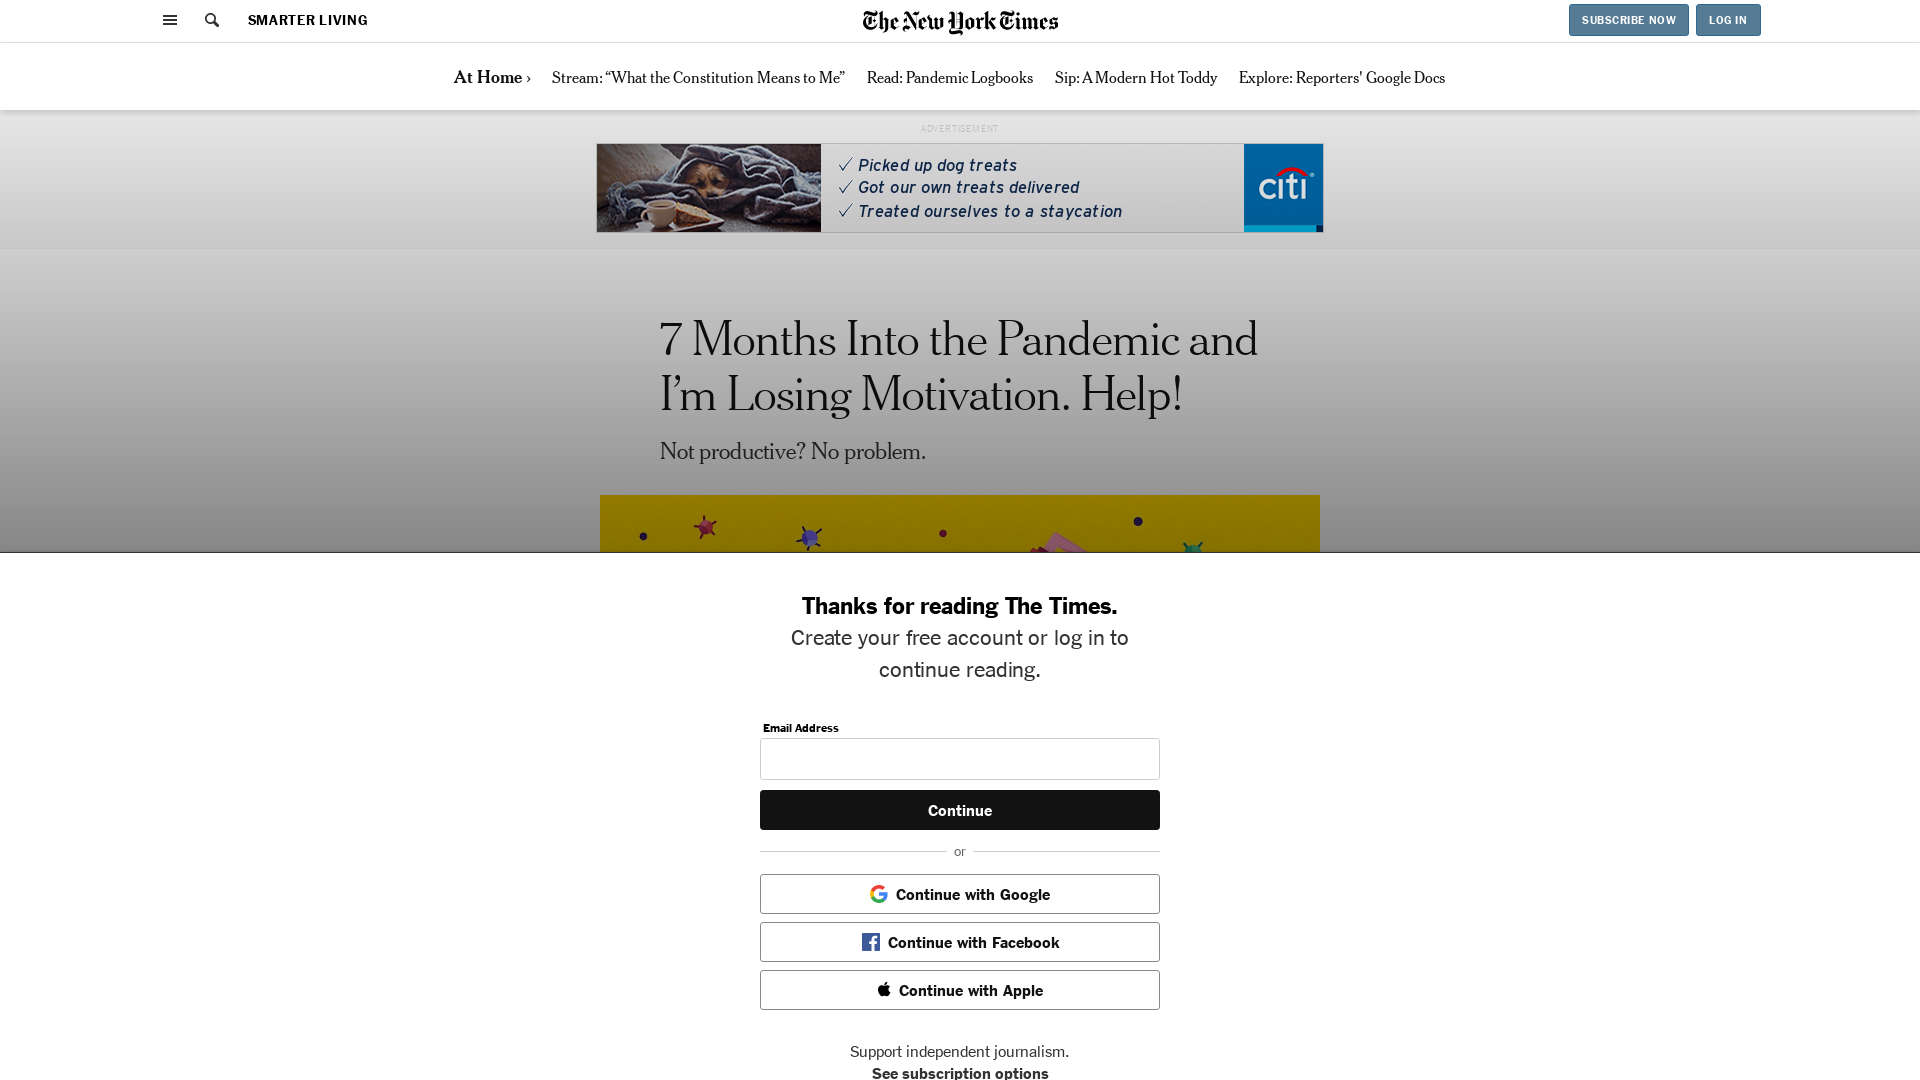 SMARTER LIVING
The New York Times
SUBSCRIBE NOW
LOG IN
At Home ›
Stream: “What the Constitution Means to Me”
Read: Pandemic Logbooks
Sip: A Modern Hot Toddy
Explore: Reporters' Google Docs
ADVERTISEMENT
✓ Picked up dog treats
✓ Got our own treats delivered
✓ Treated ourselves to a staycation
citi
7 Months Into the Pandemic and
I’m Losing Motivation. Help!
Not productive? No problem.
Thanks for reading The Times.
Create your free account or log in to
continue reading.
Email Address
Continue
or
Continue with Google
Continue with Facebook
Continue with Apple
Support independent journalism.
See subscription options